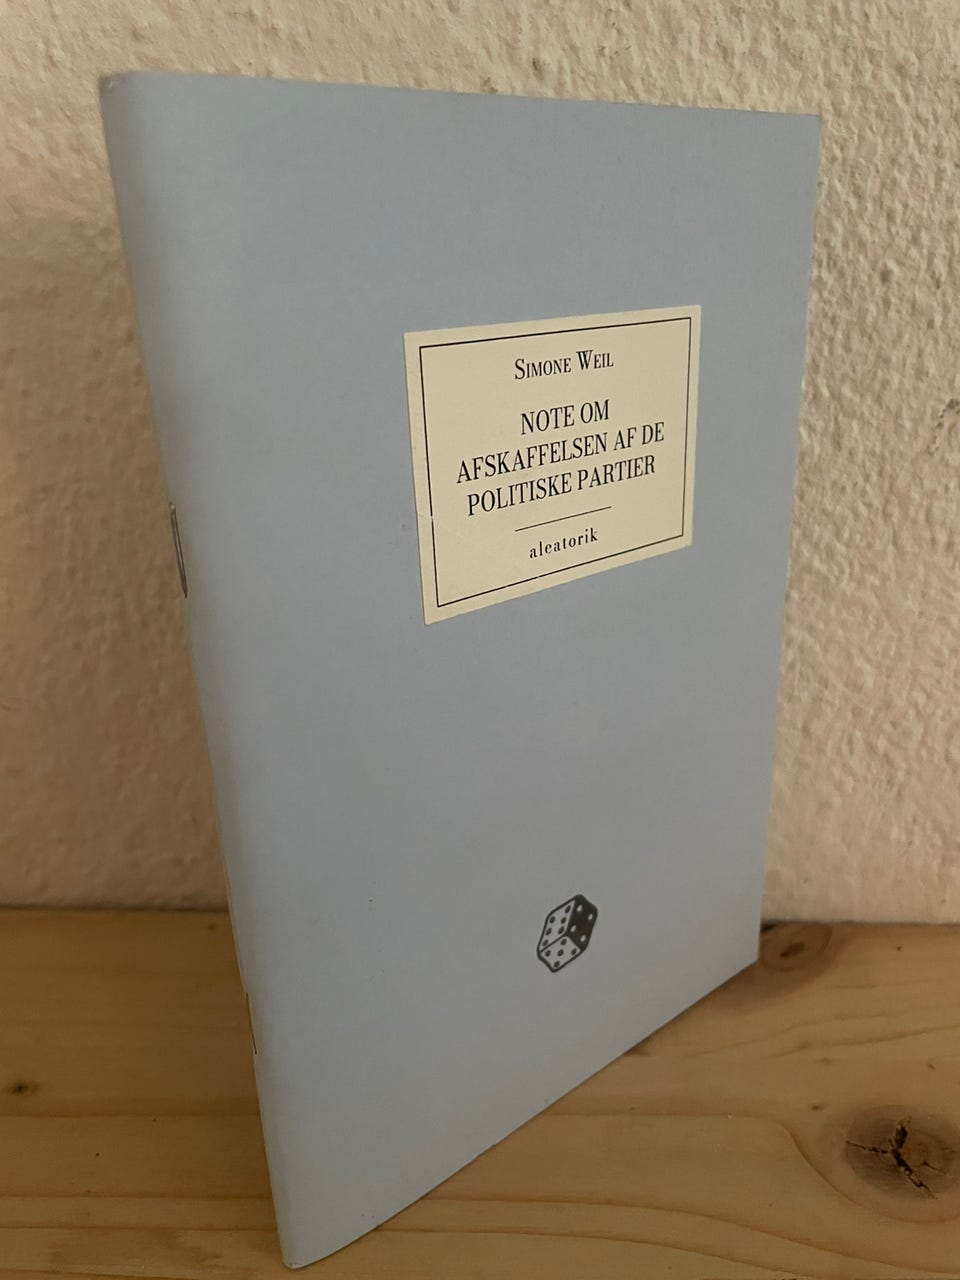 Simone Weil
NOTE OM
AFSKAFFELSEN AF DE
POLITISKE PARTIER
aleatorik